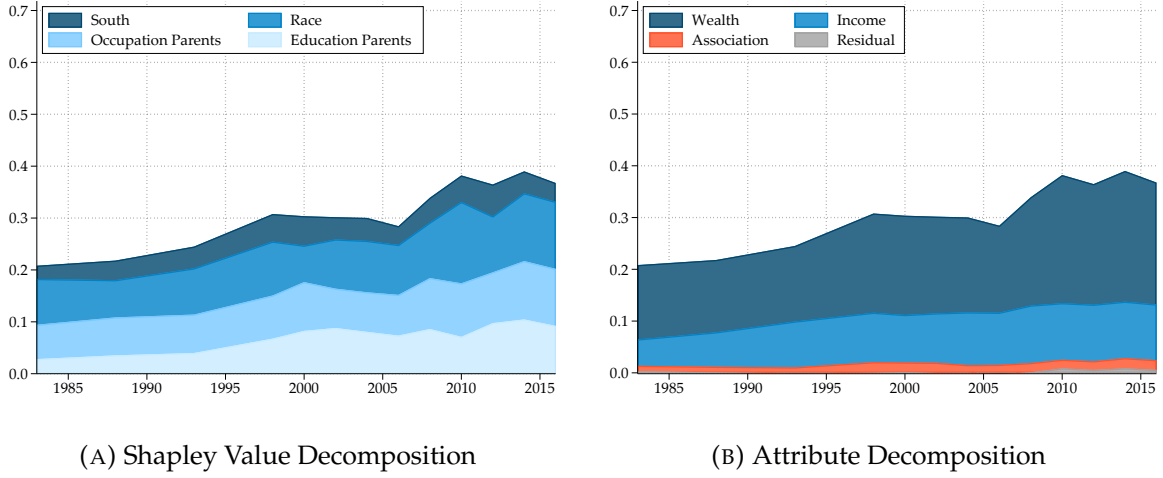 South Race
Occupation Parents Education Parents
0.7
0.6
0.5
0.4
0.3
0.2
0.1
0.0
1985 1990 1995 2000 2005 2010 2015
(A) Shapley Value Decomposition
Wealth Income
Association Residual
0.7
0.6
0.5
0.4
0.3
0.2
0.1
0.0
1985 1990 1995 2000 2005 2010 2015
(B) Attribute Decomposition